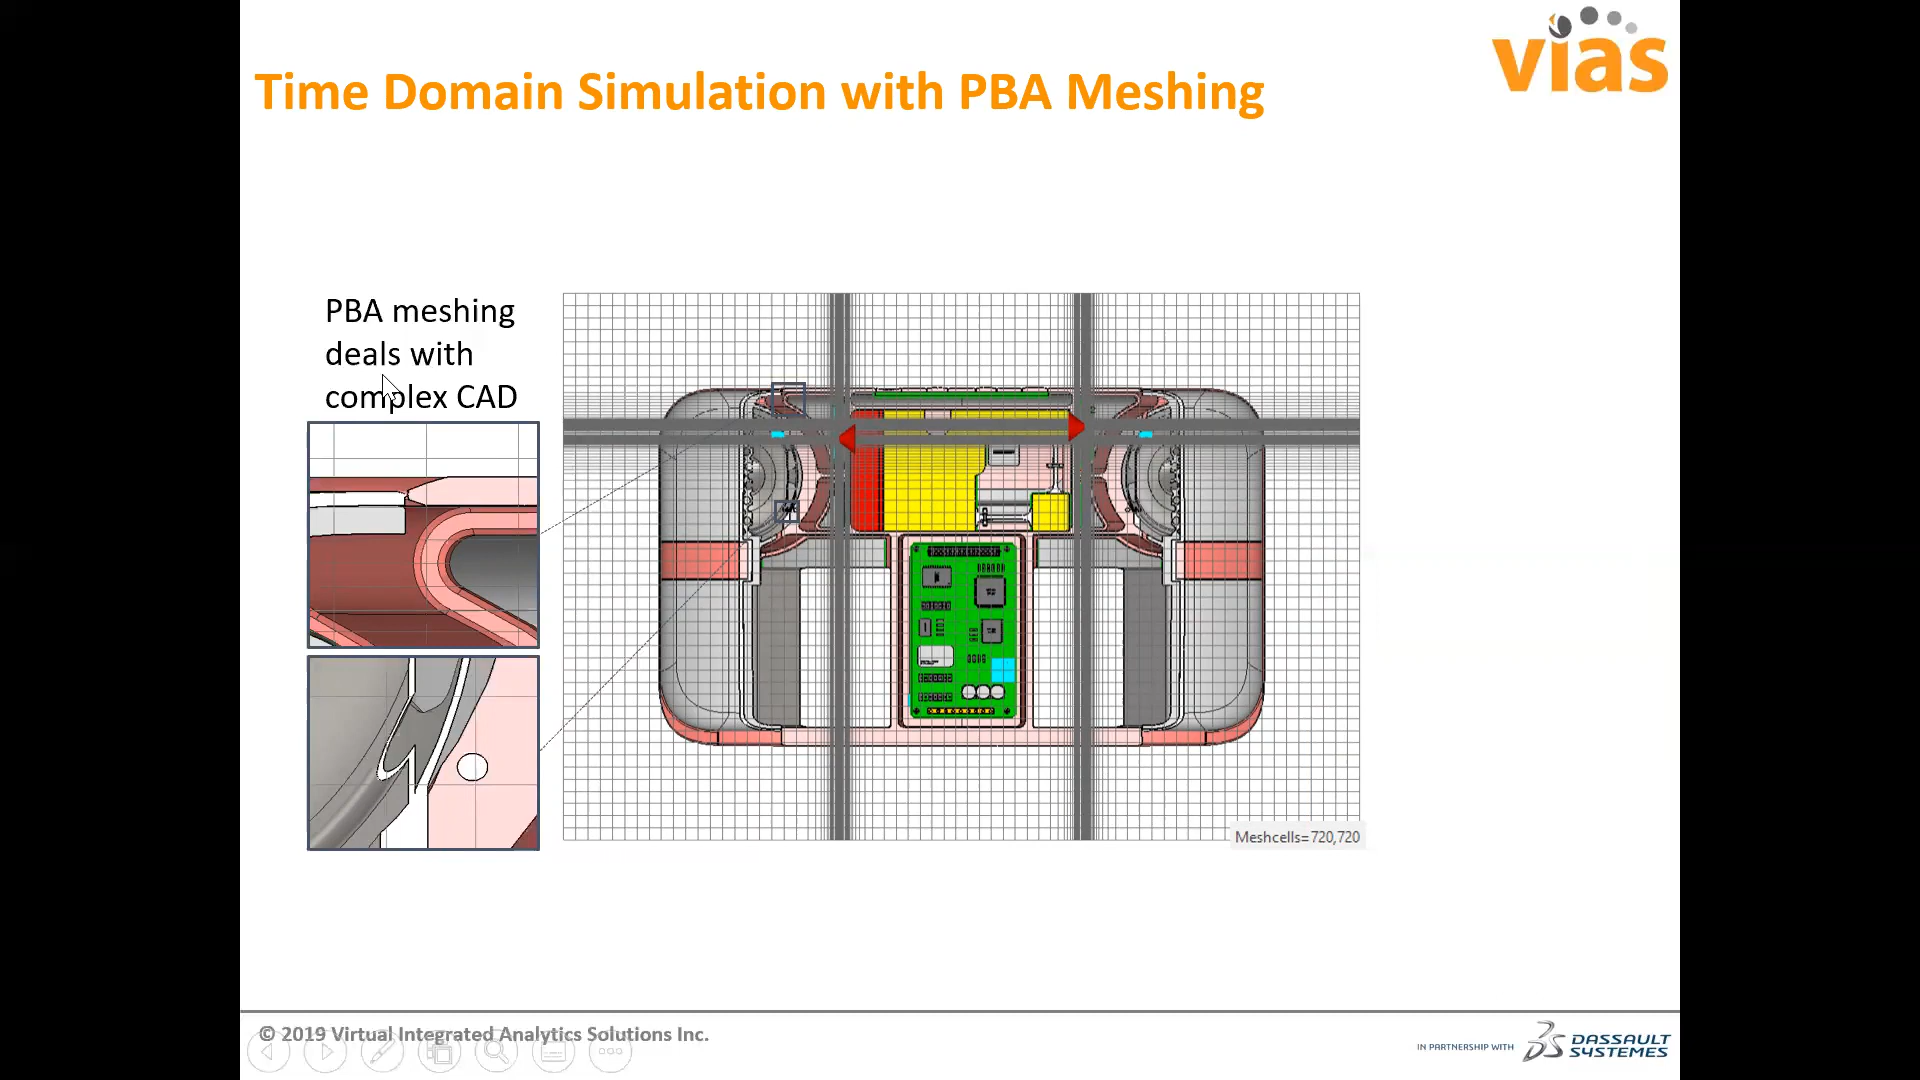 vias
Time Domain Simulation with PBA Meshing
PBA meshing
deals with
complex CAD
Meshcells=720,720
© 2019 Virtual Integrated Analytics Solutions Inc.
IN PARTNERSHIP WITH
DASSAULT
SYSTEMES